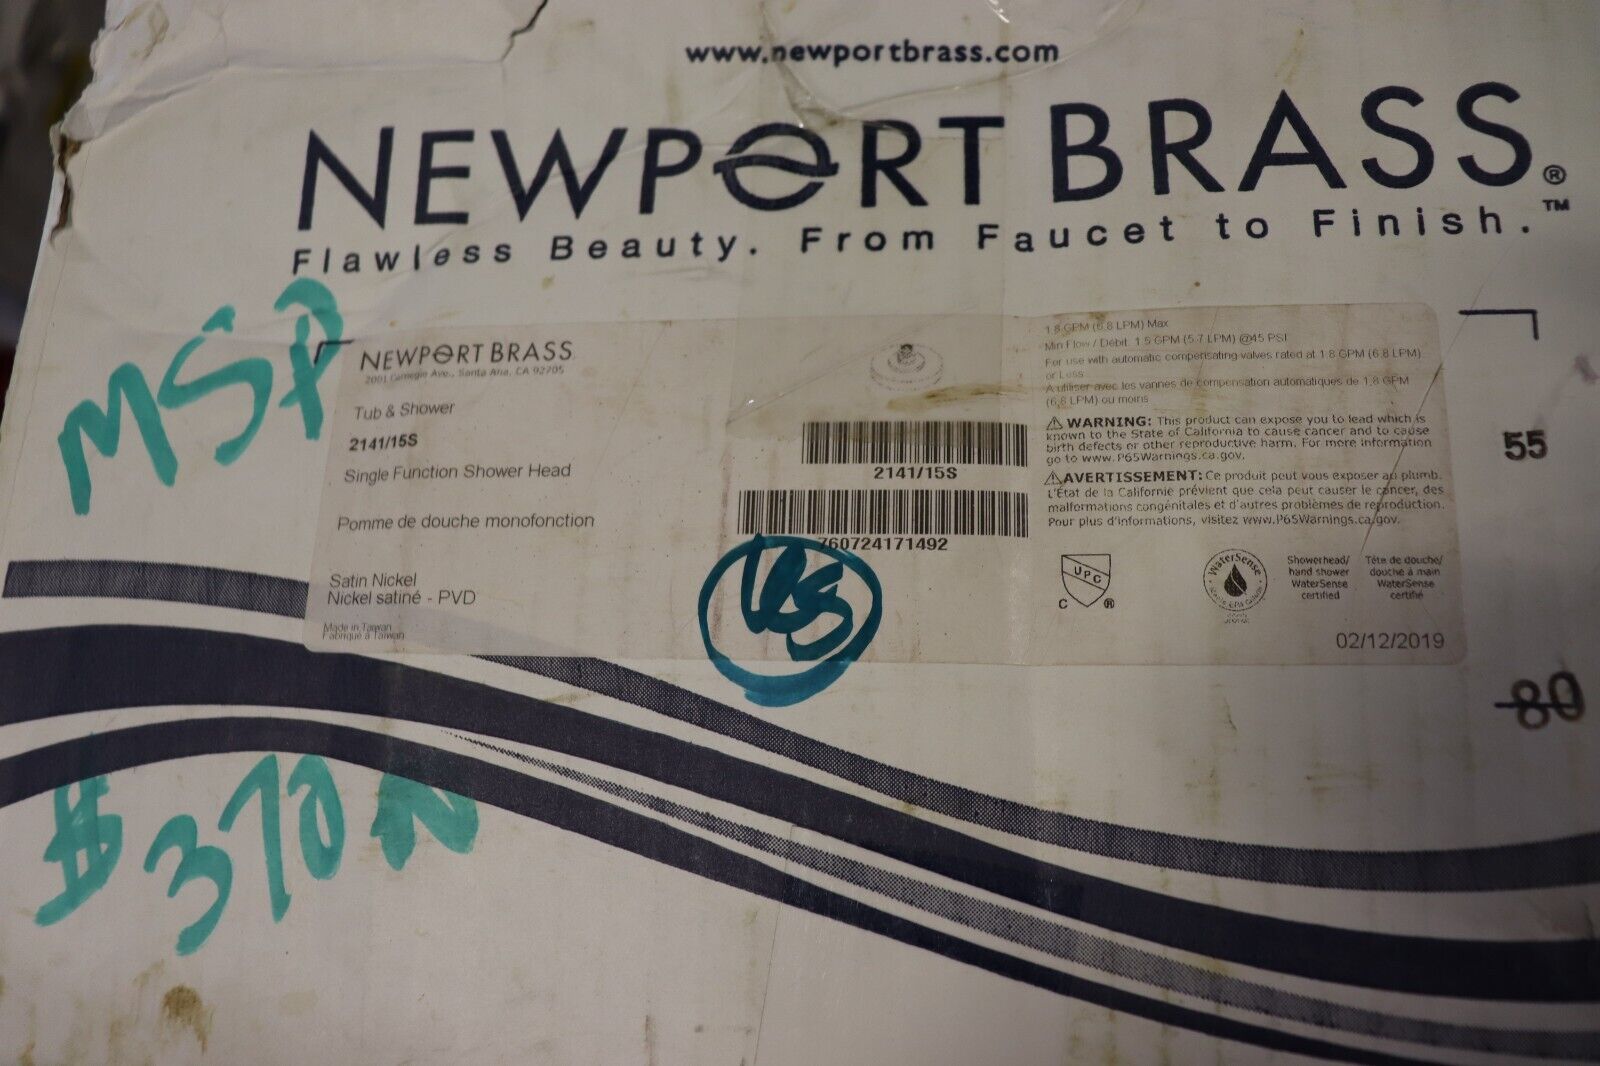 www.newportbrass.com
NEWPORT BRASS®
Flawless Beauty. From Faucet to Finish.™
MSP
NEWPORT BRASS
2001 Carnegie Ave., Santa Ana, CA 92705
Tub & Shower
2141/15S
Single Function Shower Head
Pomme de douche monofonction
Satin Nickel
Nickel satiné - PVD
Made in Taiwan
Fabriqué à Taiwan
2141/15S
760724171492
1.8 GPM (6.8 LPM) Max
Min Flow / Débit: 1.5 GPM (5.7 LPM) @45 PSI
For use with automatic compensating valves rated at 1.8 GPM (6.8 LPM)
or Less
A utiliser avec les vannes de compensation automatiques de 1,8 GPM
(6,8 LPM) ou moins
⚠ WARNING: This product can expose you to lead which is
known to the State of California to cause cancer and to cause
birth defects or other reproductive harm. For more information
go to www.P65Warnings.ca.gov.
⚠ AVERTISSEMENT: Ce produit peut vous exposer au plumb.
L'État de la Californie prévient que cela peut causer le cancer, des
malformations congénitales et d'autres problèmes de reproduction.
Pour plus d'informations, visitez www.P65Warnings.ca.gov.
UPC
C ®
WaterSense
Showerhead/
hand shower
WaterSense
certified
Tête de douche/
douche à main
WaterSense
certifié
02/12/2019
55
80
$370